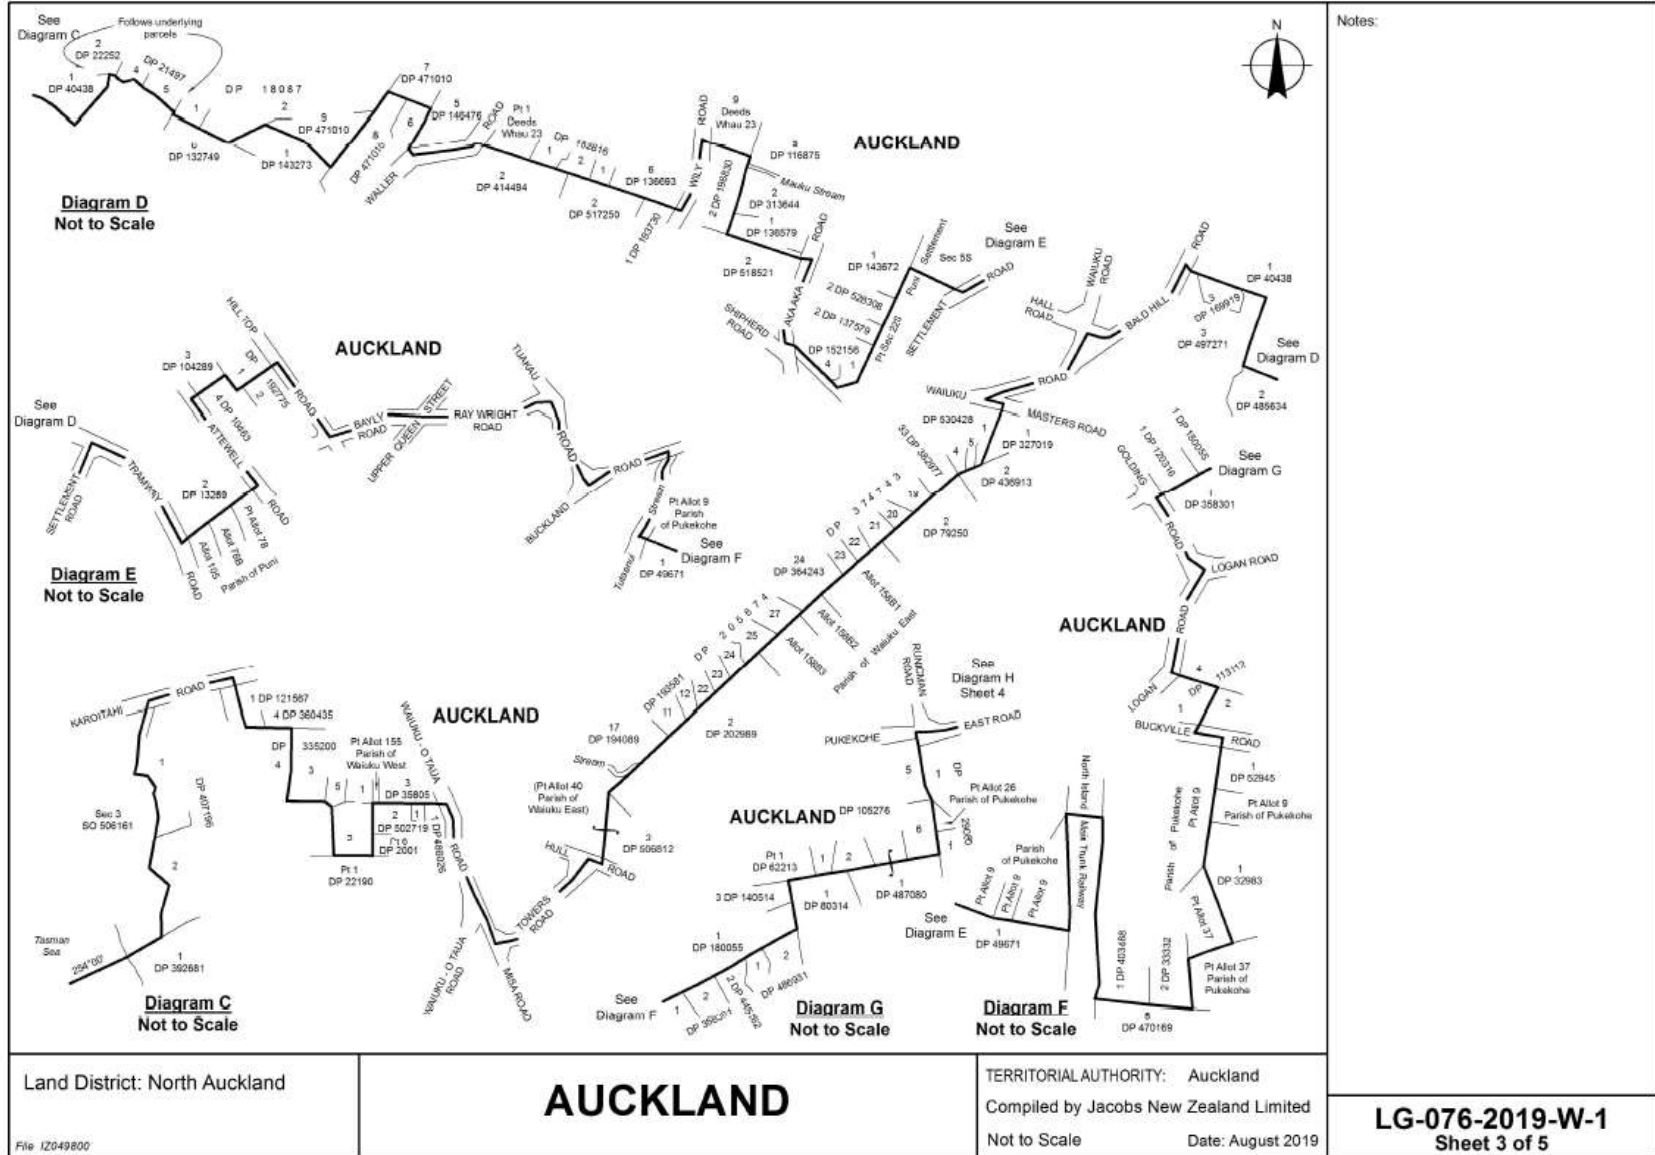 See
Diagram C
Follows underlying
parcels
2
DP 22252
4
DP 21497
5
1
DP 40438
1
DP 18087
2
DP 132749
1
DP 143273
9
DP 471010
8
DP 471010
7
DP 471010
6
5
DP 146476
WALLER
ROAD
Pt 1
Deeds
Whau 23
DP 152816
1
2
1
2
DP 414494
2
DP 517250
6
DP 136693
1 DP 163730
WILY
ROAD
9
Deeds
Whau 23
2 DP 196830
DP 116875
Mauku Stream
2
DP 313644
1
DP 136579
2
DP 518521
AKA AKA
ROAD
SHIPHERD
ROAD
DP 152156
4
1
1
DP 143672
2 DP 528308
2 DP 137579
Pt Sec 22S
Puni
Settlement
Sec 5S
SETTLEMENT
ROAD
See
Diagram E
AUCKLAND
Diagram D
Not to Scale
N
Notes:
HALL
ROAD
WAIUKU
ROAD
BALD HILL
ROAD
1
DP 40438
3
DP 169919
3
DP 497271
See
Diagram D
2
DP 485634
WAIUKU
ROAD
MASTERS ROAD
DP 530428
1
4
5
1
DP 327019
2
DP 436913
33 DP 382977
DP 374743
19
20
21
22
23
2
DP 79250
24
DP 364243
Allot 158B1
Allot 158B2
Allot 158B3
Parish of Waiuku East
DP 205674
27
25
24
23
22
DP 193581
12
11
2
DP 202989
17
DP 194089
Stream
(Pt Allot 40
Parish of
Waiuku East)
3
DP 506812
HULL
ROAD
TOWERS
ROAD
MISA ROAD
WAIUKU - O TAUA
ROAD
WAIUKU - O TAUA
ROAD
See
Diagram D
SETTLEMENT
ROAD
TRAMWAY
ROAD
2
DP 13269
Allot 105
Allot 76B
Pt Allot 78
Parish of Puni
ATTEWELL
ROAD
3
DP 104289
4 DP 10463
DP 192775
1
2
HILL TOP
ROAD
AUCKLAND
BAYLY
ROAD
UPPER QUEEN
STREET
RAY WRIGHT
ROAD
TUAKAU
ROAD
BUCKLAND
ROAD
Tutaenui
Stream
Pt Allot 9
Parish
of Pukekohe
See
Diagram F
1
DP 49671
Diagram E
Not to Scale
KARIOITAHI
ROAD
1 DP 121567
4 DP 360435
DP 335200
4
3
5
1
Pt Allot 155
Parish of
Waiuku West
3
DP 35805
2
1
DP 502719
1 DP 488026
Pt 6
DP 2001
3
Pt 1
DP 22190
1
DP 407196
2
Sec 3
SO 506161
Tasman
Sea
254°00'
1
DP 392681
AUCKLAND
Diagram C
Not to Scale
RUNCIMAN
ROAD
PUKEKOHE
EAST ROAD
See
Diagram H
Sheet 4
5
1
DP
29085
Pt Allot 26
Parish of Pukekohe
DP 105276
6
1
AUCKLAND
Pt 1
DP 62213
1
2
3 DP 140514
1
DP 80314
1
DP 487080
1
DP 180055
1
2
DP 486931
2 DP 445562
2
1
See
Diagram F
Diagram G
Not to Scale
GOLDING
ROAD
1 DP 120316
1 DP 180055
See
Diagram G
1
DP 358301
LOGAN ROAD
ROAD
LOGAN
AUCKLAND
4
DP 113112
1
2
BUCKVILLE
ROAD
1
DP 52945
Pt Allot 9
Parish of Pukekohe
Parish of Pukekohe
Pt Allot 9
1
DP 32983
Pt Allot 37
Pt Allot 37
Parish of
Pukekohe
2 DP 33332
1 DP 403488
DP 470169
North Island
Main Trunk Railway
Parish
of Pukekohe
Pt Allot 9
Pt Allot 9
Pt Allot 9
1
DP 49671
See
Diagram E
Diagram F
Not to Scale
Land District: North Auckland
File IZ049800
AUCKLAND
TERRITORIAL AUTHORITY: Auckland
Compiled by Jacobs New Zealand Limited
Not to Scale Date: August 2019
LG-076-2019-W-1
Sheet 3 of 5